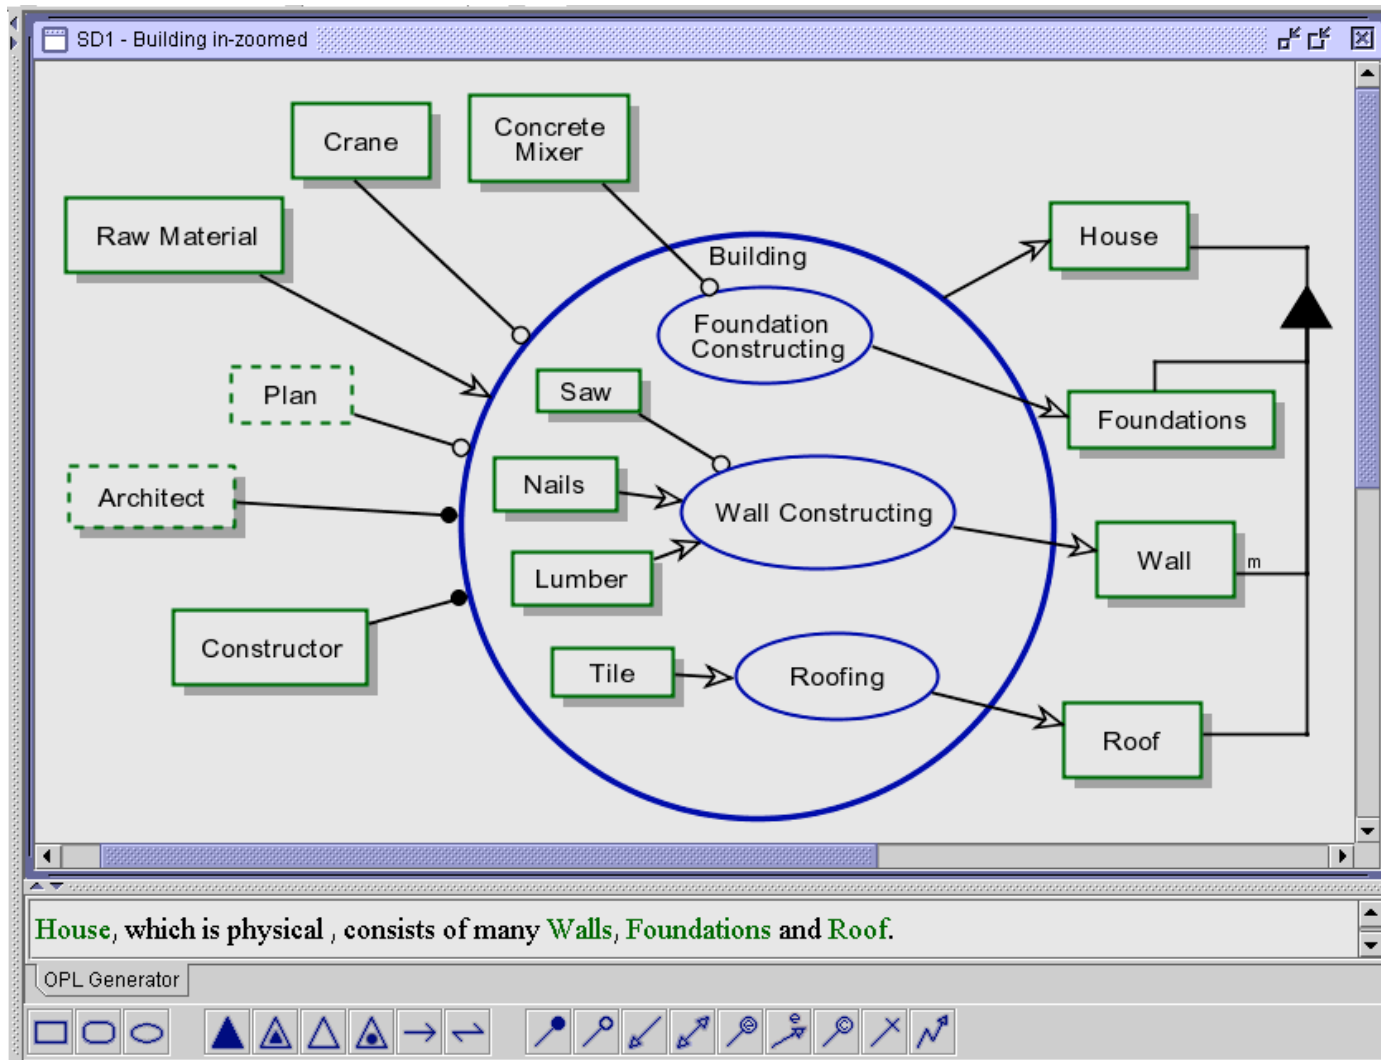 SD1 - Building in-zoomed
Crane
Concrete
Mixer
Raw Material
House
Building
Foundation
Constructing
Plan
Saw
Foundations
Architect
Nails
Wall Constructing
Wall
m
Lumber
Constructor
Tile
Roofing
Roof
House, which is physical , consists of many Walls, Foundations and Roof.
OPL Generator
e